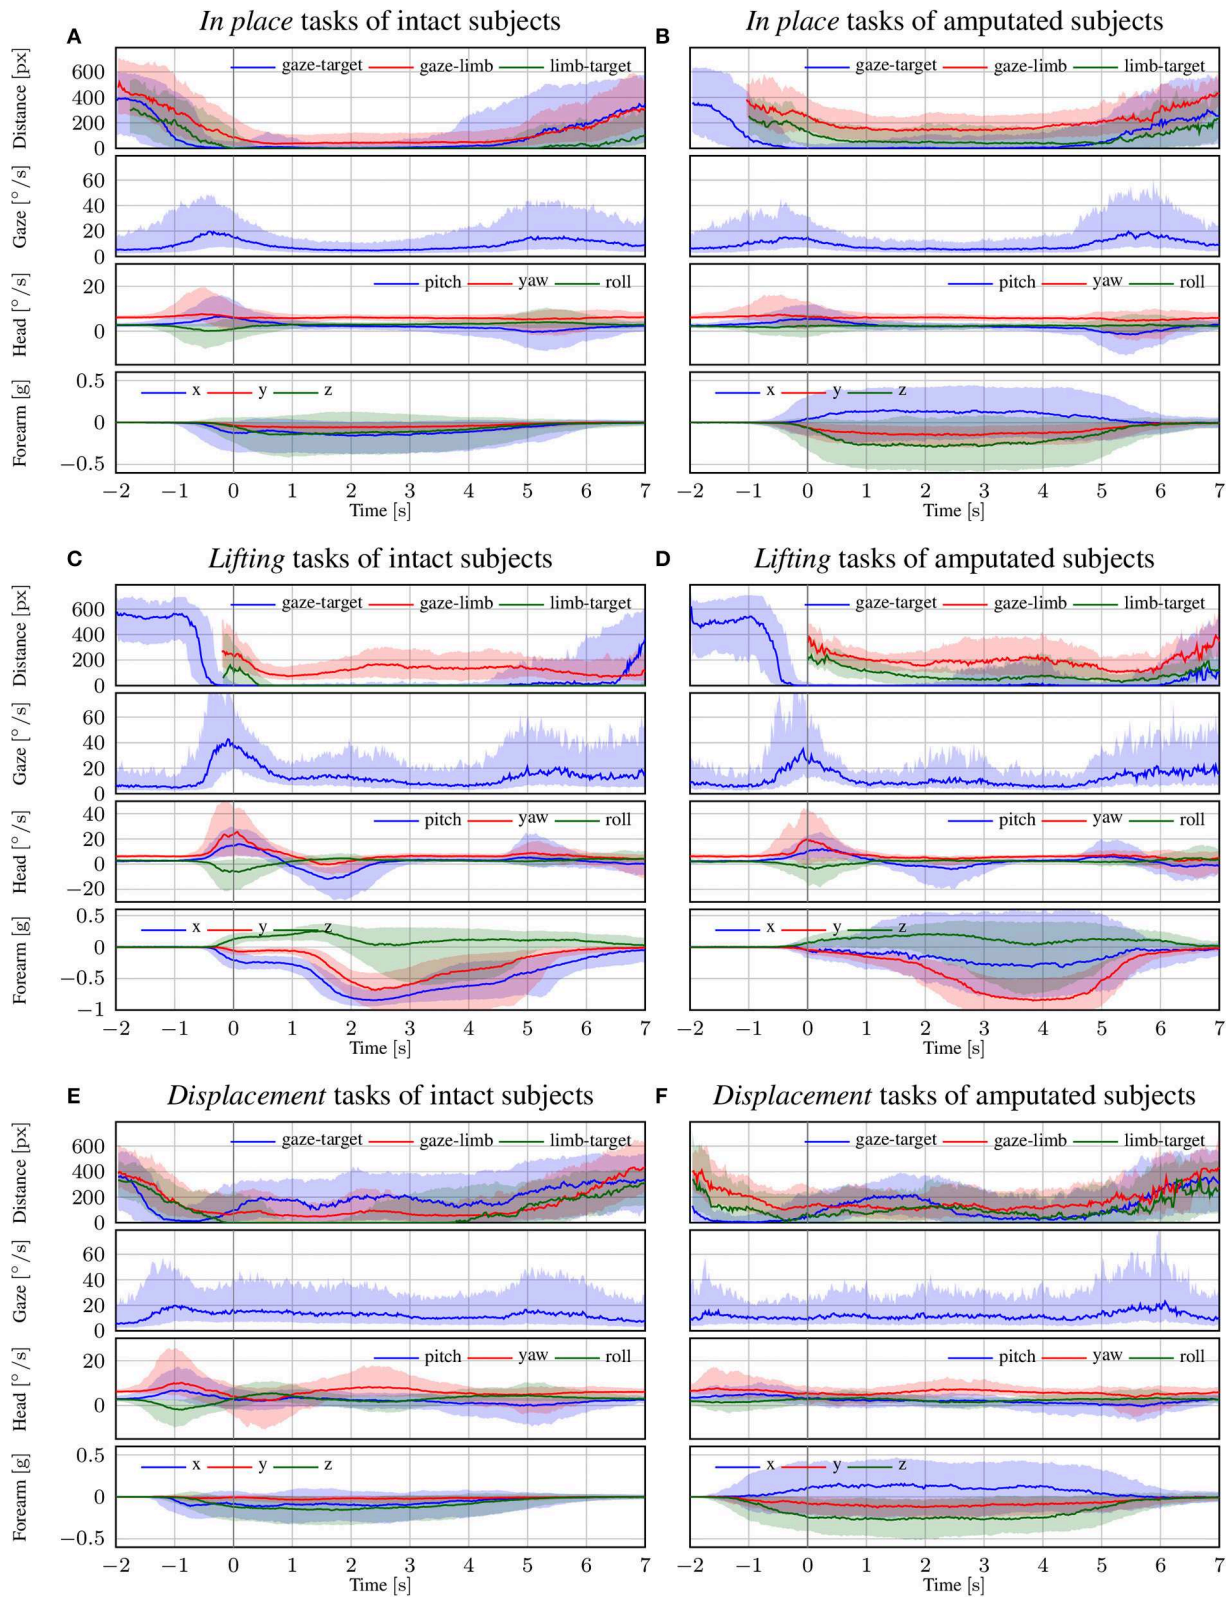 A
In place tasks of intact subjects
Distance [px]
600
400
200
0
gaze-target
gaze-limb
limb-target
Gaze [°/s]
60
40
20
0
Head [°/s]
20
0
pitch
yaw
roll
Forearm [g]
0.5
0
−0.5
x
y
z
−2 −1 0 1 2 3 4 5 6 7
Time [s]
B
In place tasks of amputated subjects
gaze-target
gaze-limb
limb-target
pitch
yaw
roll
x
y
z
−2 −1 0 1 2 3 4 5 6 7
Time [s]
C
Lifting tasks of intact subjects
Distance [px]
600
400
200
0
gaze-target
gaze-limb
limb-target
Gaze [°/s]
60
40
20
0
Head [°/s]
40
20
0
−20
pitch
yaw
roll
Forearm [g]
0.5
0
−0.5
−1
x
y
z
−2 −1 0 1 2 3 4 5 6 7
Time [s]
D
Lifting tasks of amputated subjects
gaze-target
gaze-limb
limb-target
pitch
yaw
roll
x
y
z
−2 −1 0 1 2 3 4 5 6 7
Time [s]
E
Displacement tasks of intact subjects
Distance [px]
600
400
200
0
gaze-target
gaze-limb
limb-target
Gaze [°/s]
60
40
20
0
Head [°/s]
20
0
pitch
yaw
roll
Forearm [g]
0.5
0
−0.5
x
y
z
−2 −1 0 1 2 3 4 5 6 7
Time [s]
F
Displacement tasks of amputated subjects
gaze-target
gaze-limb
limb-target
pitch
yaw
roll
x
y
z
−2 −1 0 1 2 3 4 5 6 7
Time [s]